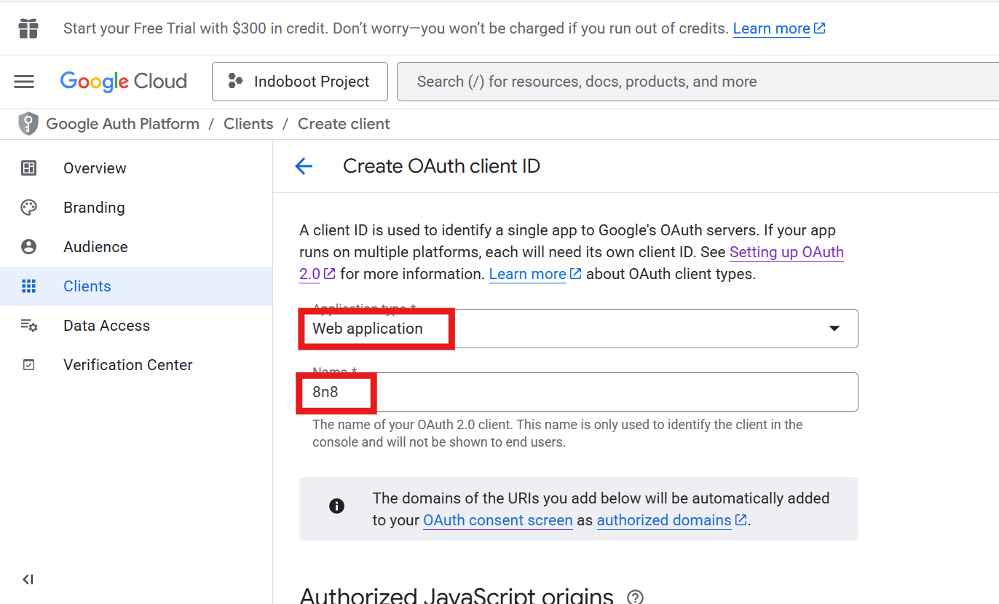 Start your Free Trial with $300 in credit. Don’t worry—you won’t be charged if you run out of credits. Learn more
Google Cloud
Indoboot Project
Search (/) for resources, docs, products, and more
Google Auth Platform / Clients / Create client
Overview
Branding
Audience
Clients
Data Access
Verification Center
Create OAuth client ID
A client ID is used to identify a single app to Google's OAuth servers. If your app
runs on multiple platforms, each will need its own client ID. See Setting up OAuth
2.0 for more information. Learn more about OAuth client types.
Application type *
Web application
Name *
8n8
The name of your OAuth 2.0 client. This name is only used to identify the client in the
console and will not be shown to end users.
The domains of the URIs you add below will be automatically added
to your OAuth consent screen as authorized domains.
Authorized JavaScript origins